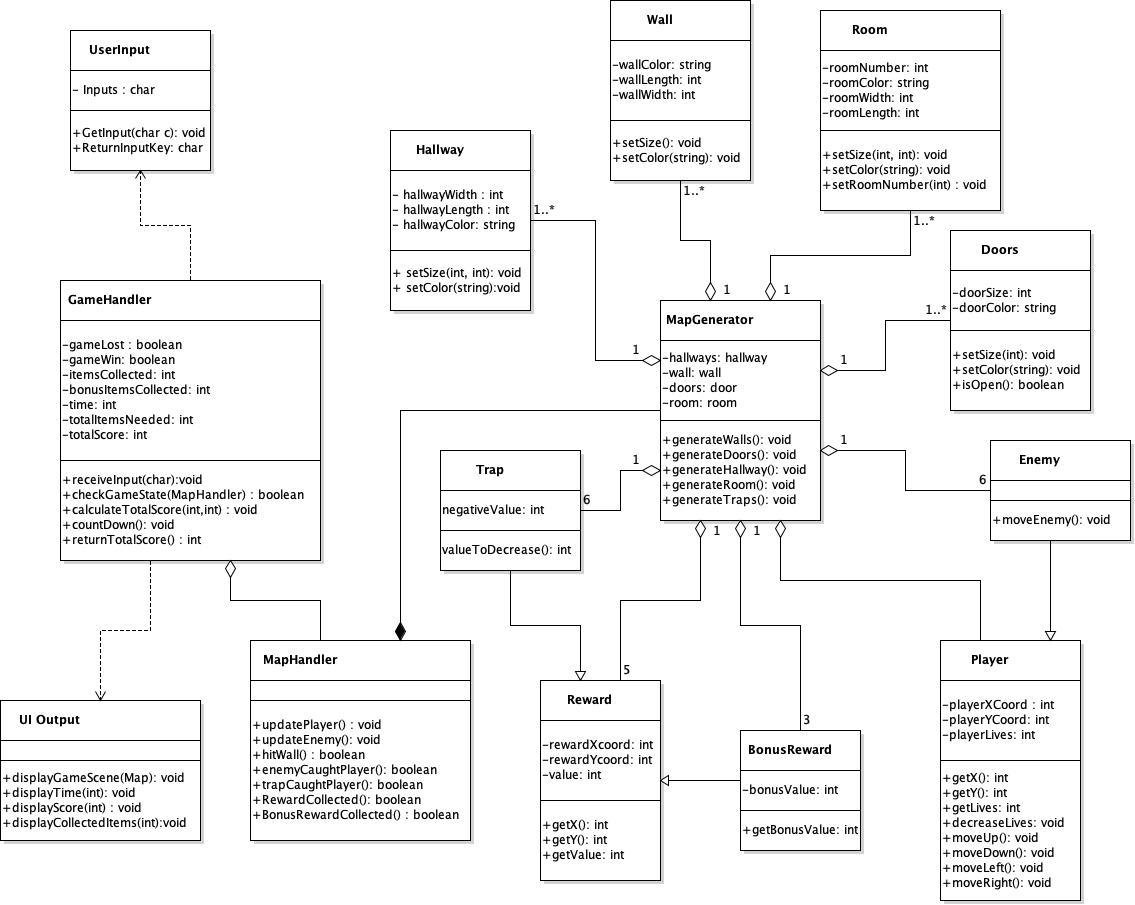 UserInput
- Inputs : char
+GetInput(char c): void
+ReturnInputKey: char
Wall
-wallColor: string
-wallLength: int
-wallWidth: int
+setSize(): void
+setColor(string): void
1..*
Room
-roomNumber: int
-roomColor: string
-roomWidth: int
-roomLength: int
+setSize(int, int): void
+setColor(string): void
+setRoomNumber(int) : void
1..*
Hallway
- hallwayWidth : int
- hallwayLength : int
- hallwayColor: string
+ setSize(int, int): void
+ setColor(string):void
1..*
Doors
-doorSize: int
-doorColor: string
+setSize(int): void
+setColor(string): void
+isOpen(): boolean
1..*
GameHandler
-gameLost : boolean
-gameWin: boolean
-itemsCollected: int
-bonusItemsCollected: int
-time: int
-totalItemsNeeded: int
-totalScore: int
+receiveInput(char):void
+checkGameState(MapHandler) : boolean
+calculateTotalScore(int,int) : void
+countDown(): void
+returnTotalScore() : int
1
1
MapGenerator
-hallways: hallway
-wall: wall
-doors: door
-room: room
+generateWalls(): void
+generateDoors(): void
+generateHallway(): void
+generateRoom(): void
+generateTraps(): void
1
1
1
1
1
1
Trap
negativeValue: int
valueToDecrease(): int
6
Enemy
+moveEnemy(): void
6
MapHandler
+updatePlayer() : void
+updateEnemy(): void
+hitWall() : boolean
+enemyCaughtPlayer(): boolean
+trapCaughtPlayer(): boolean
+RewardCollected(): boolean
+BonusRewardCollected() : boolean
UI Output
+displayGameScene(Map): void
+displayTime(int): void
+displayScore(int) : void
+displayCollectedItems(int):void
5
Reward
-rewardXcoord: int
-rewardYcoord: int
-value: int
+getX(): int
+getY(): int
+getValue: int
3
BonusReward
-bonusValue: int
+getBonusValue: int
Player
-playerXCoord : int
-playerYCoord: int
-playerLives: int
+getX(): int
+getY(): int
+getLives: int
+decreaseLives: void
+moveUp(): void
+moveDown(): void
+moveLeft(): void
+moveRight(): void